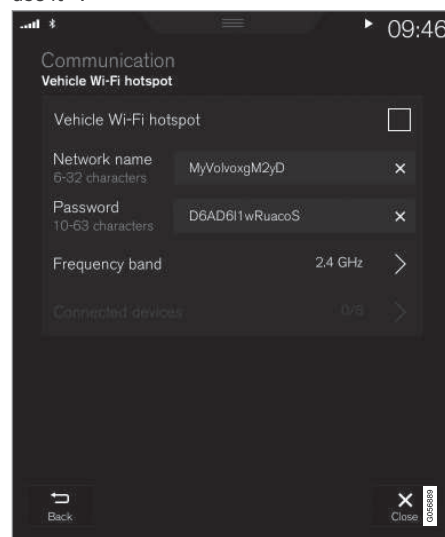 09:46
Communication
Vehicle Wi-Fi hotspot
Vehicle Wi-Fi hotspot
Network name
6-32 characters
MyVolvoxgM2yD
Password
10-63 characters
D6AD6I1wRuacoS
Frequency band
2.4 GHz
Connected devices
0/8
Back
Close
G056889